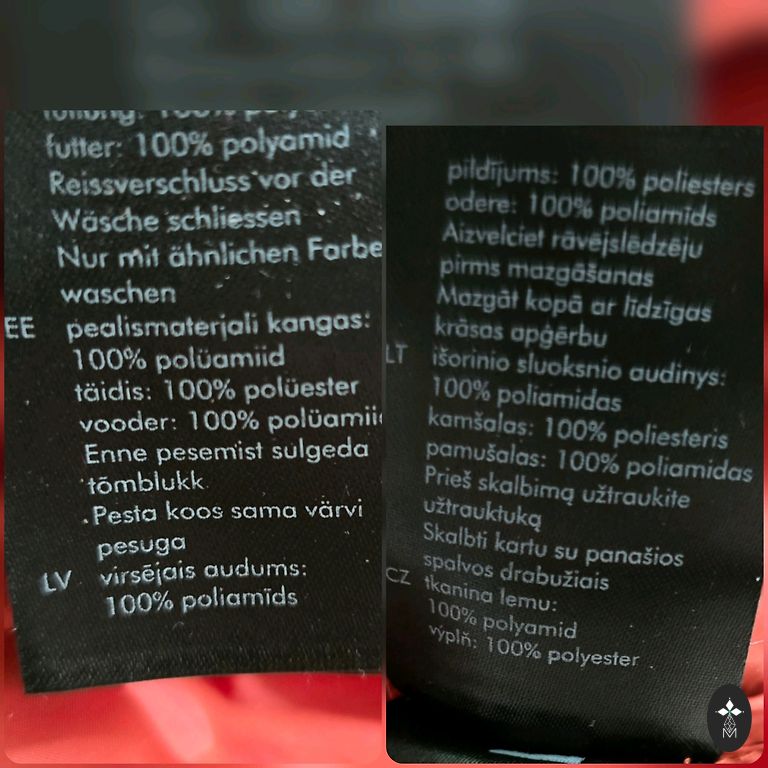 füllung: 100% polyester
futter: 100% polyamid
Reissverschluss vor der
Wäsche schliessen
Nur mit ähnlichen Farbe
waschen
EE pealismaterjali kangas:
100% polüamiid
täidis: 100% polüester
vooder: 100% polüamii
Enne pesemist sulgeda
tõmblukk
Pesta koos sama värvi
pesuga
LV virsējais audums:
100% poliamīds
pildījums: 100% poliesters
odere: 100% poliamīds
Aizvelciet rāvējslēdzēju
pirms mazgāšanas
Mazgāt kopā ar līdzīgas
krāsas apģērbu
LT išorinio sluoksnio audinys:
100% poliamidas
kamšalas: 100% poliesteris
pamušalas: 100% poliamidas
Prieš skalbimą užtraukite
užtrauktuką
Skalbti kartu su panašios
spalvos drabužiais
CZ tkanina lemu:
100% polyamid
výplň: 100% polyester
M